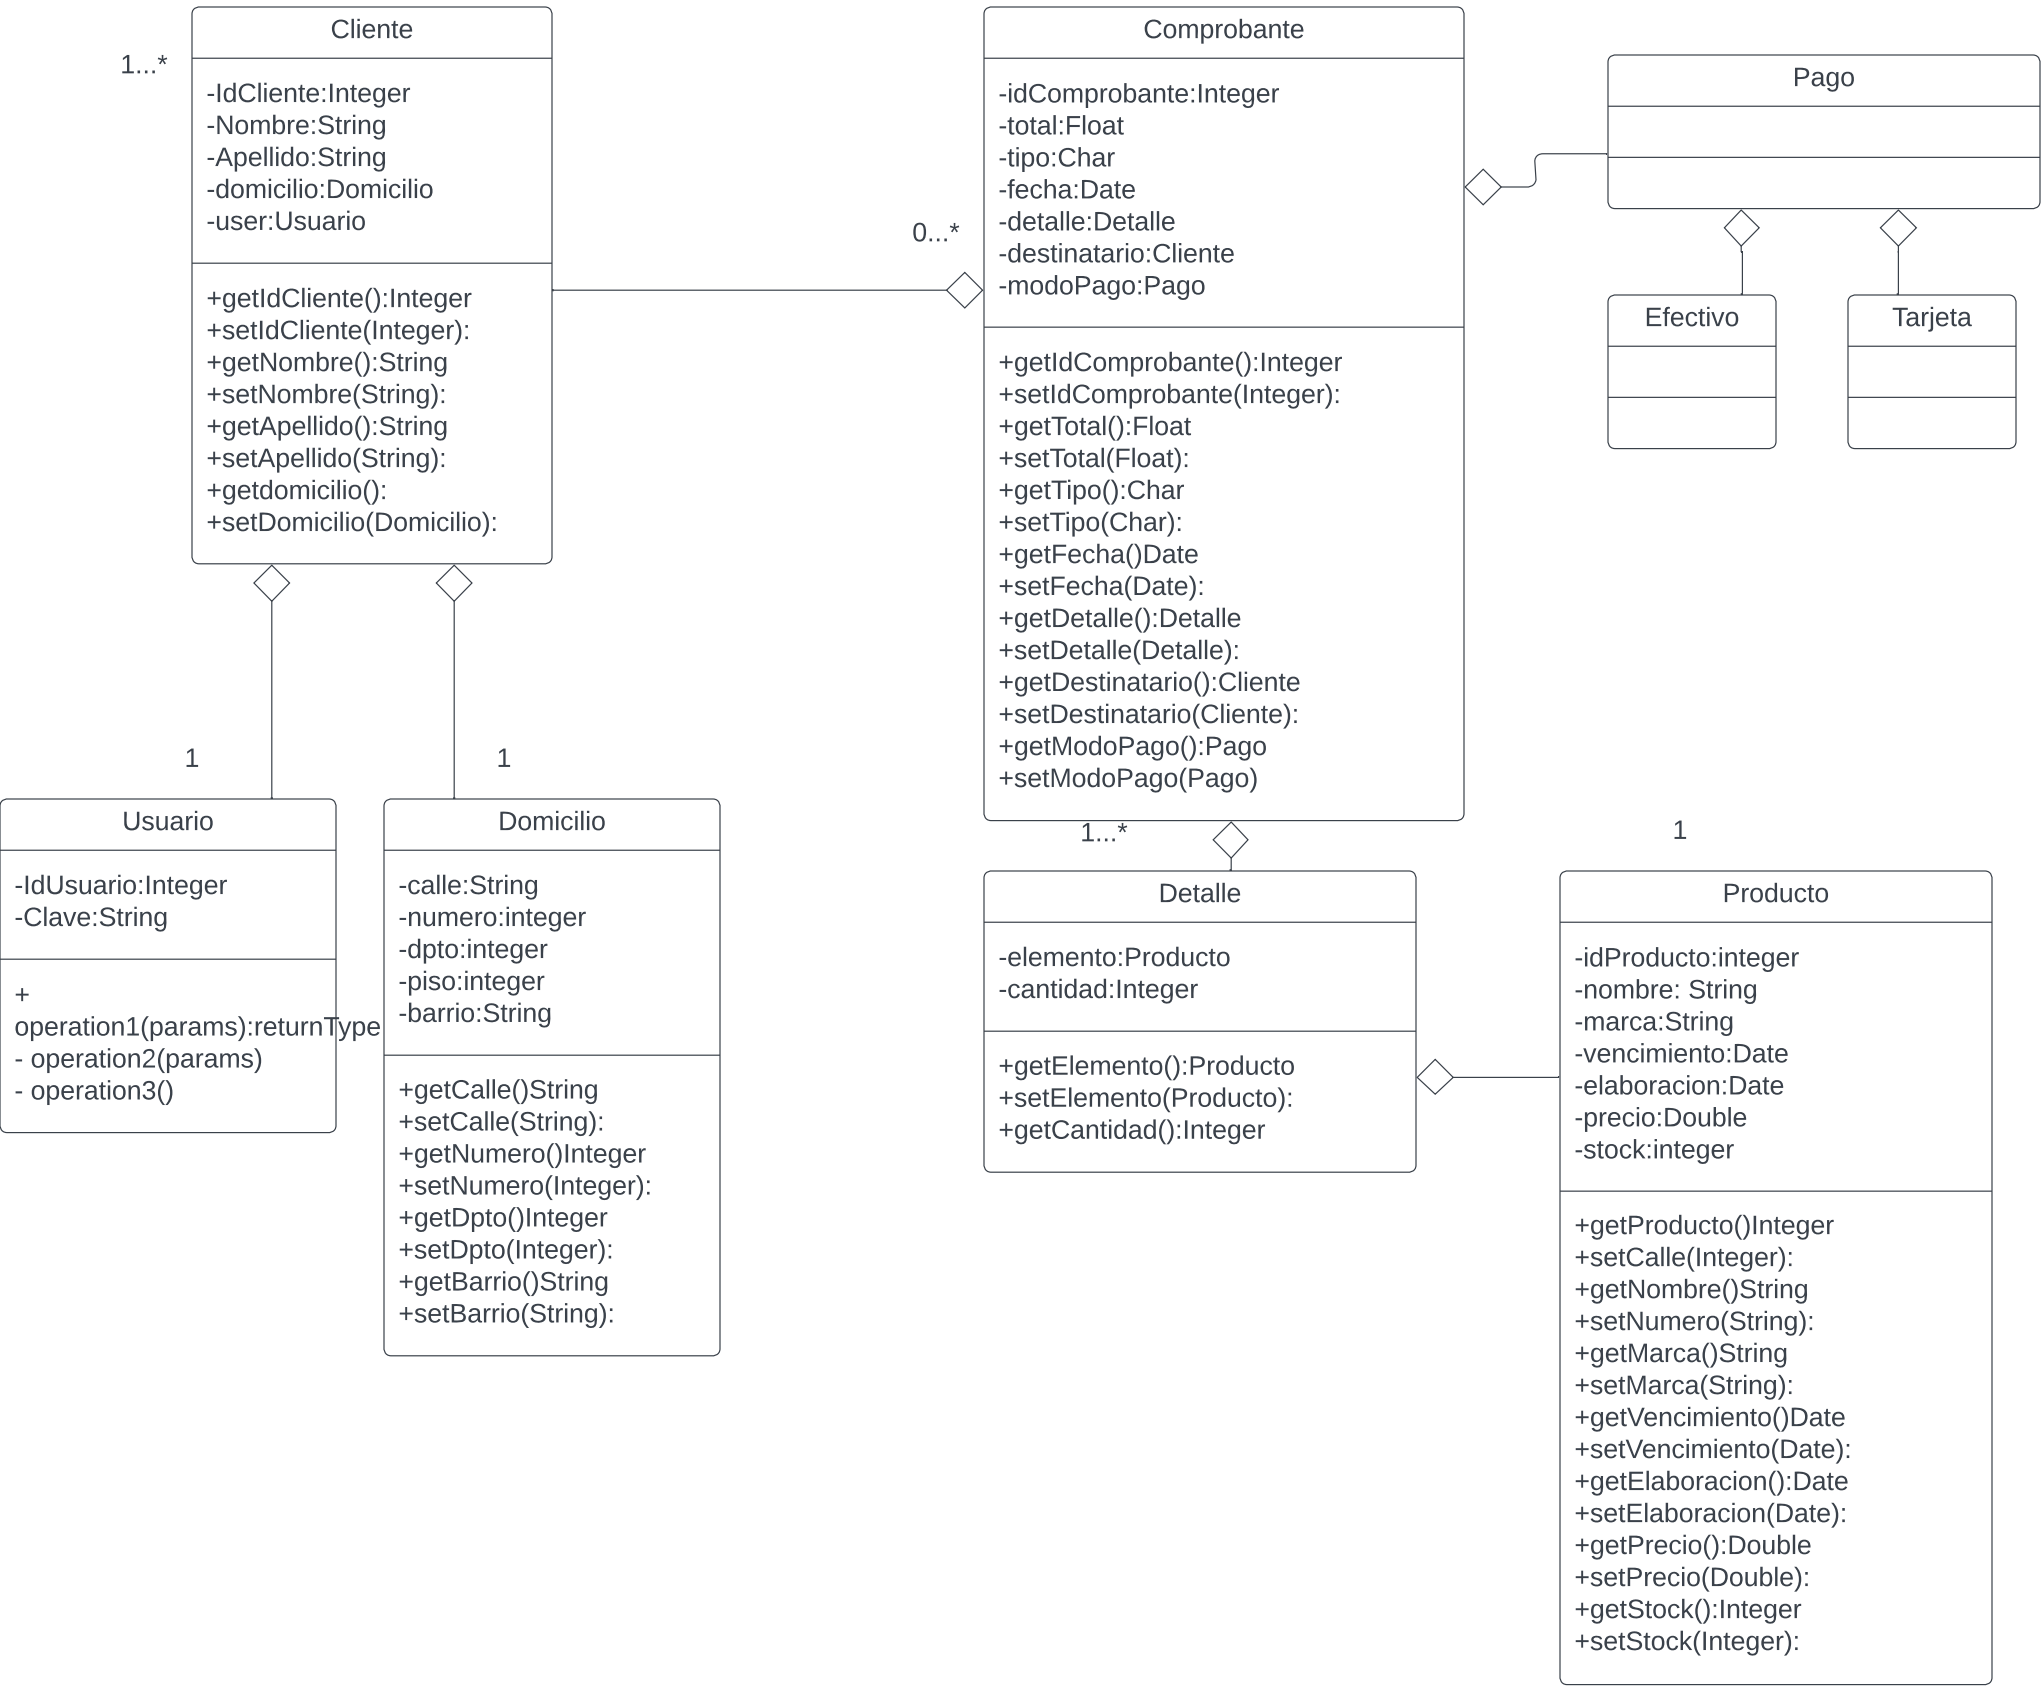 Cliente
1...*
-IdCliente:Integer
-Nombre:String
-Apellido:String
-domicilio:Domicilio
-user:Usuario
+getIdCliente():Integer
+setIdCliente(Integer):
+getNombre():String
+setNombre(String):
+getApellido():String
+setApellido(String):
+getdomicilio():
+setDomicilio(Domicilio):
0...*
Comprobante
-idComprobante:Integer
-total:Float
-tipo:Char
-fecha:Date
-detalle:Detalle
-destinatario:Cliente
-modoPago:Pago
+getIdComprobante():Integer
+setIdComprobante(Integer):
+getTotal():Float
+setTotal(Float):
+getTipo():Char
+setTipo(Char):
+getFecha()Date
+setFecha(Date):
+getDetalle():Detalle
+setDetalle(Detalle):
+getDestinatario():Cliente
+setDestinatario(Cliente):
+getModoPago():Pago
+setModoPago(Pago)
Pago
Efectivo
Tarjeta
1
Usuario
-IdUsuario:Integer
-Clave:String
+
operation1(params):returnType
- operation2(params)
- operation3()
1
Domicilio
-calle:String
-numero:integer
-dpto:integer
-piso:integer
-barrio:String
+getCalle()String
+setCalle(String):
+getNumero()Integer
+setNumero(Integer):
+getDpto()Integer
+setDpto(Integer):
+getBarrio()String
+setBarrio(String):
1...*
Detalle
-elemento:Producto
-cantidad:Integer
+getElemento():Producto
+setElemento(Producto):
+getCantidad():Integer
1
Producto
-idProducto:integer
-nombre: String
-marca:String
-vencimiento:Date
-elaboracion:Date
-precio:Double
-stock:integer
+getProducto()Integer
+setCalle(Integer):
+getNombre()String
+setNumero(String):
+getMarca()String
+setMarca(String):
+getVencimiento()Date
+setVencimiento(Date):
+getElaboracion():Date
+setElaboracion(Date):
+getPrecio():Double
+setPrecio(Double):
+getStock():Integer
+setStock(Integer):